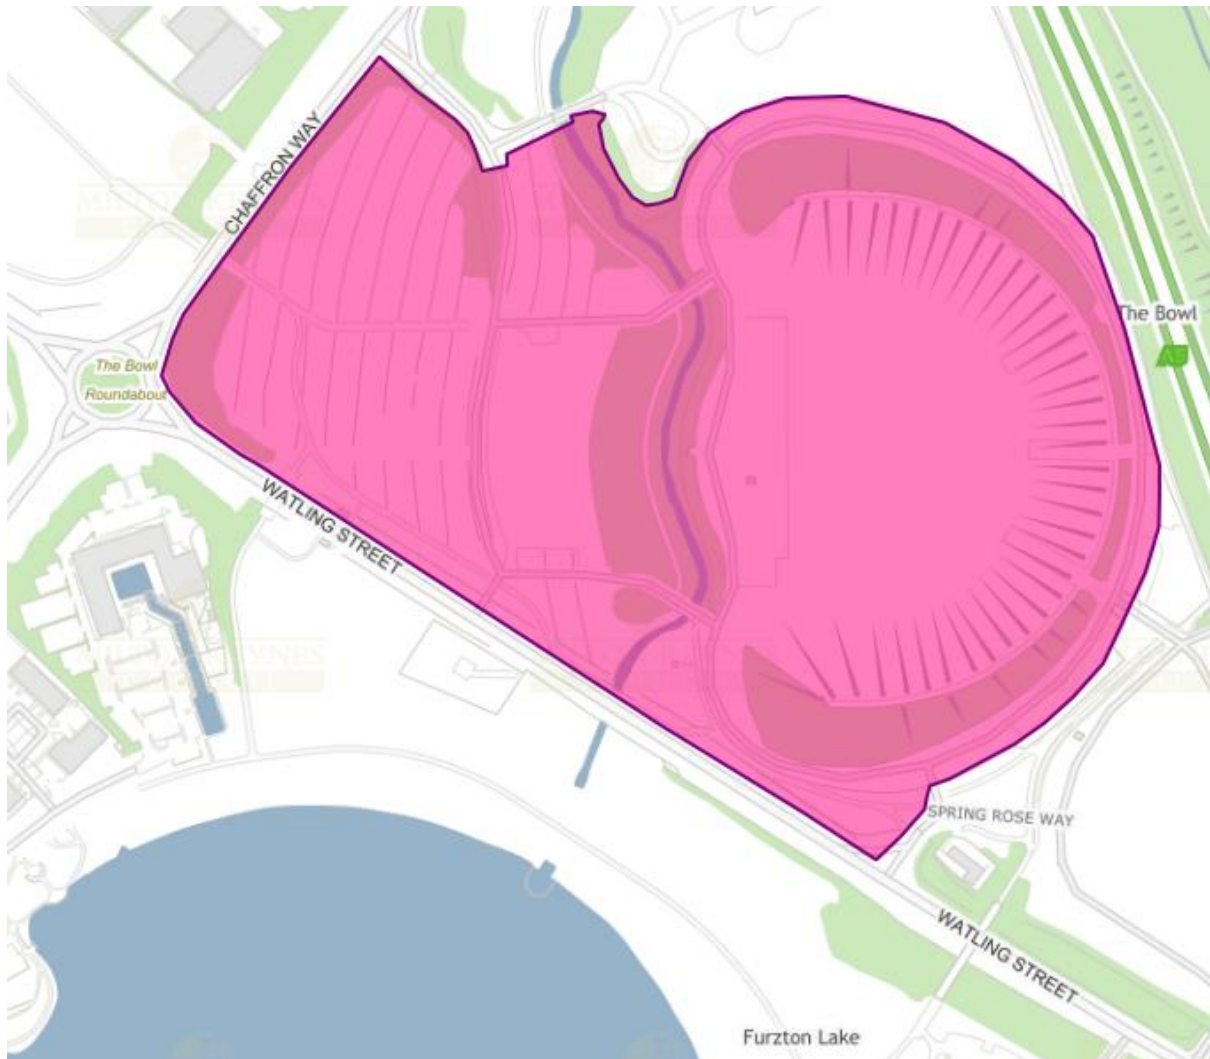 CHAFFRON WAY
The Bowl
The Bowl
Roundabout
WATLING STREET
SPRING ROSE WAY
WATLING STREET
Furzton Lake